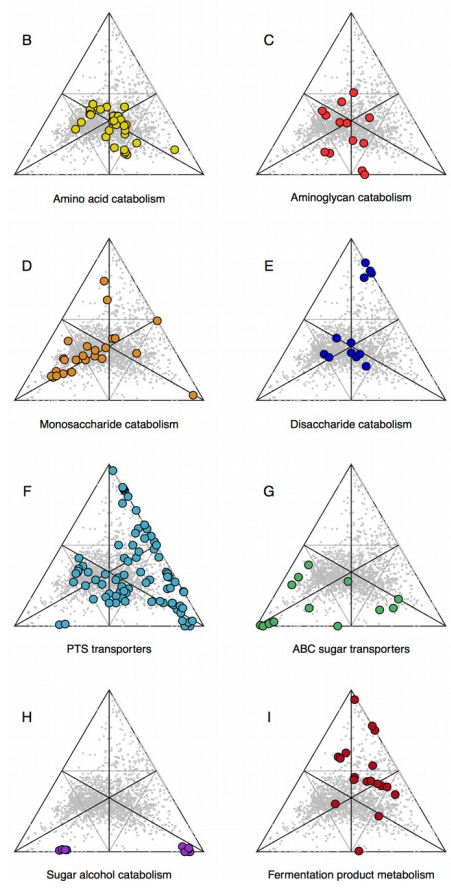 B
C
Amino acid catabolism
Aminoglycan catabolism
D
E
Monosaccharide catabolism
Disaccharide catabolism
F
G
PTS transporters
ABC sugar transporters
H
I
Sugar alcohol catabolism
Fermentation product metabolism